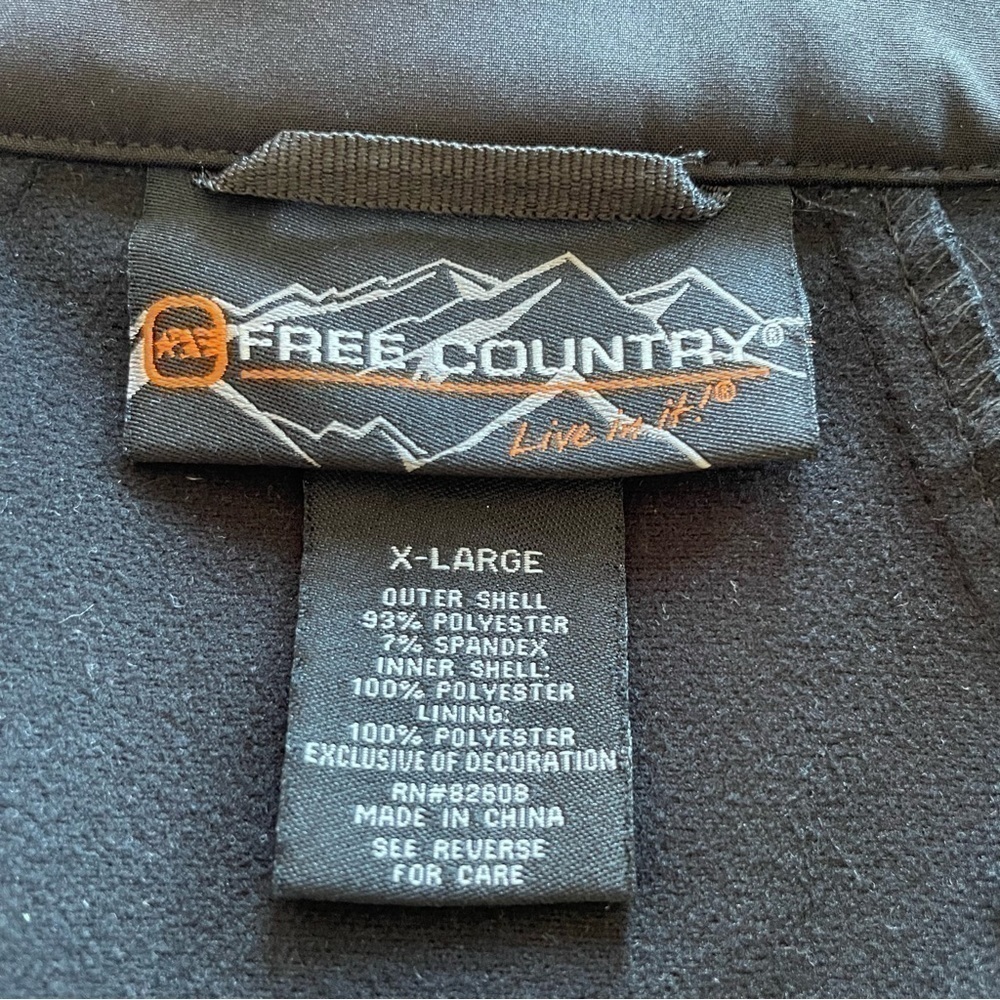 FREE COUNTRY®
Live in it!®
X-LARGE
OUTER SHELL
93% POLYESTER
7% SPANDEX
INNER SHELL:
100% POLYESTER
LINING:
100% POLYESTER
EXCLUSIVE OF DECORATION
RN#82608
MADE IN CHINA
SEE REVERSE
FOR CARE